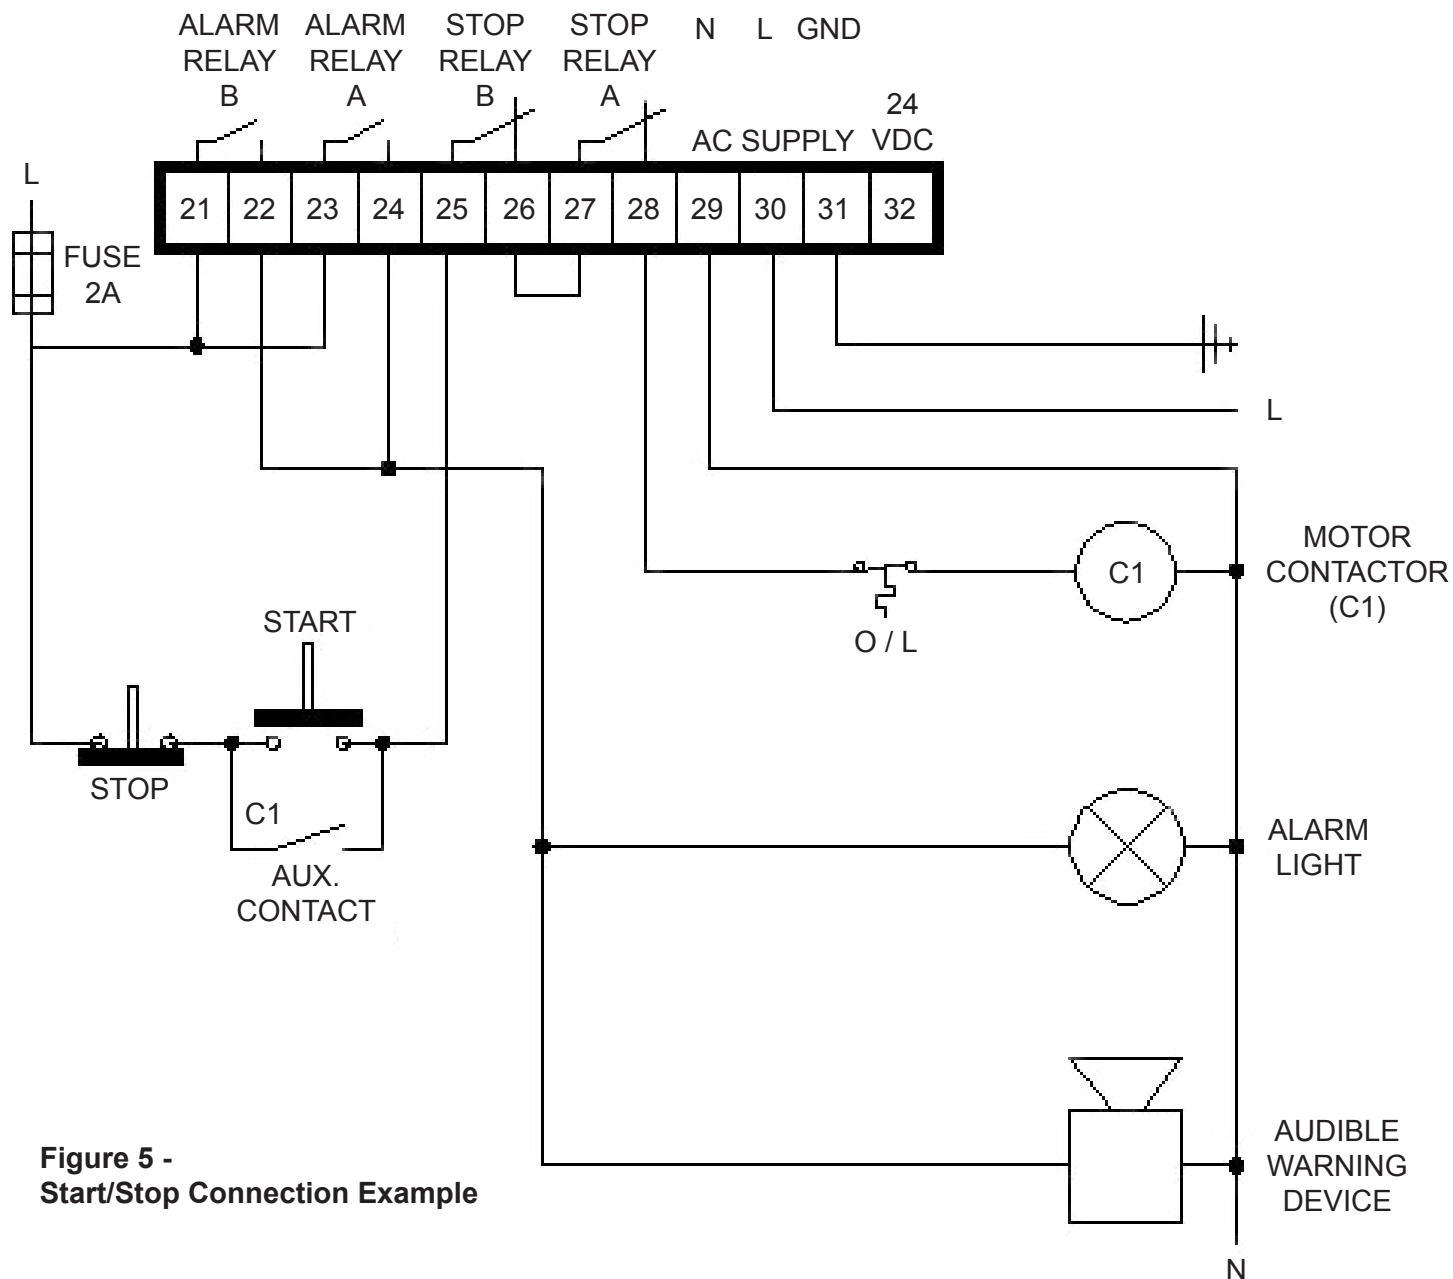 ALARM ALARM STOP STOP N L GND
RELAY RELAY RELAY RELAY
B A B A
24
AC SUPPLY VDC
L
21 22 23 24 25 26 27 28 29 30 31 32
FUSE
2A
L
MOTOR
CONTACTOR
(C1)
C1
O / L
START
STOP
C1
AUX.
CONTACT
ALARM
LIGHT
AUDIBLE
WARNING
DEVICE
Figure 5 -
Start/Stop Connection Example
N